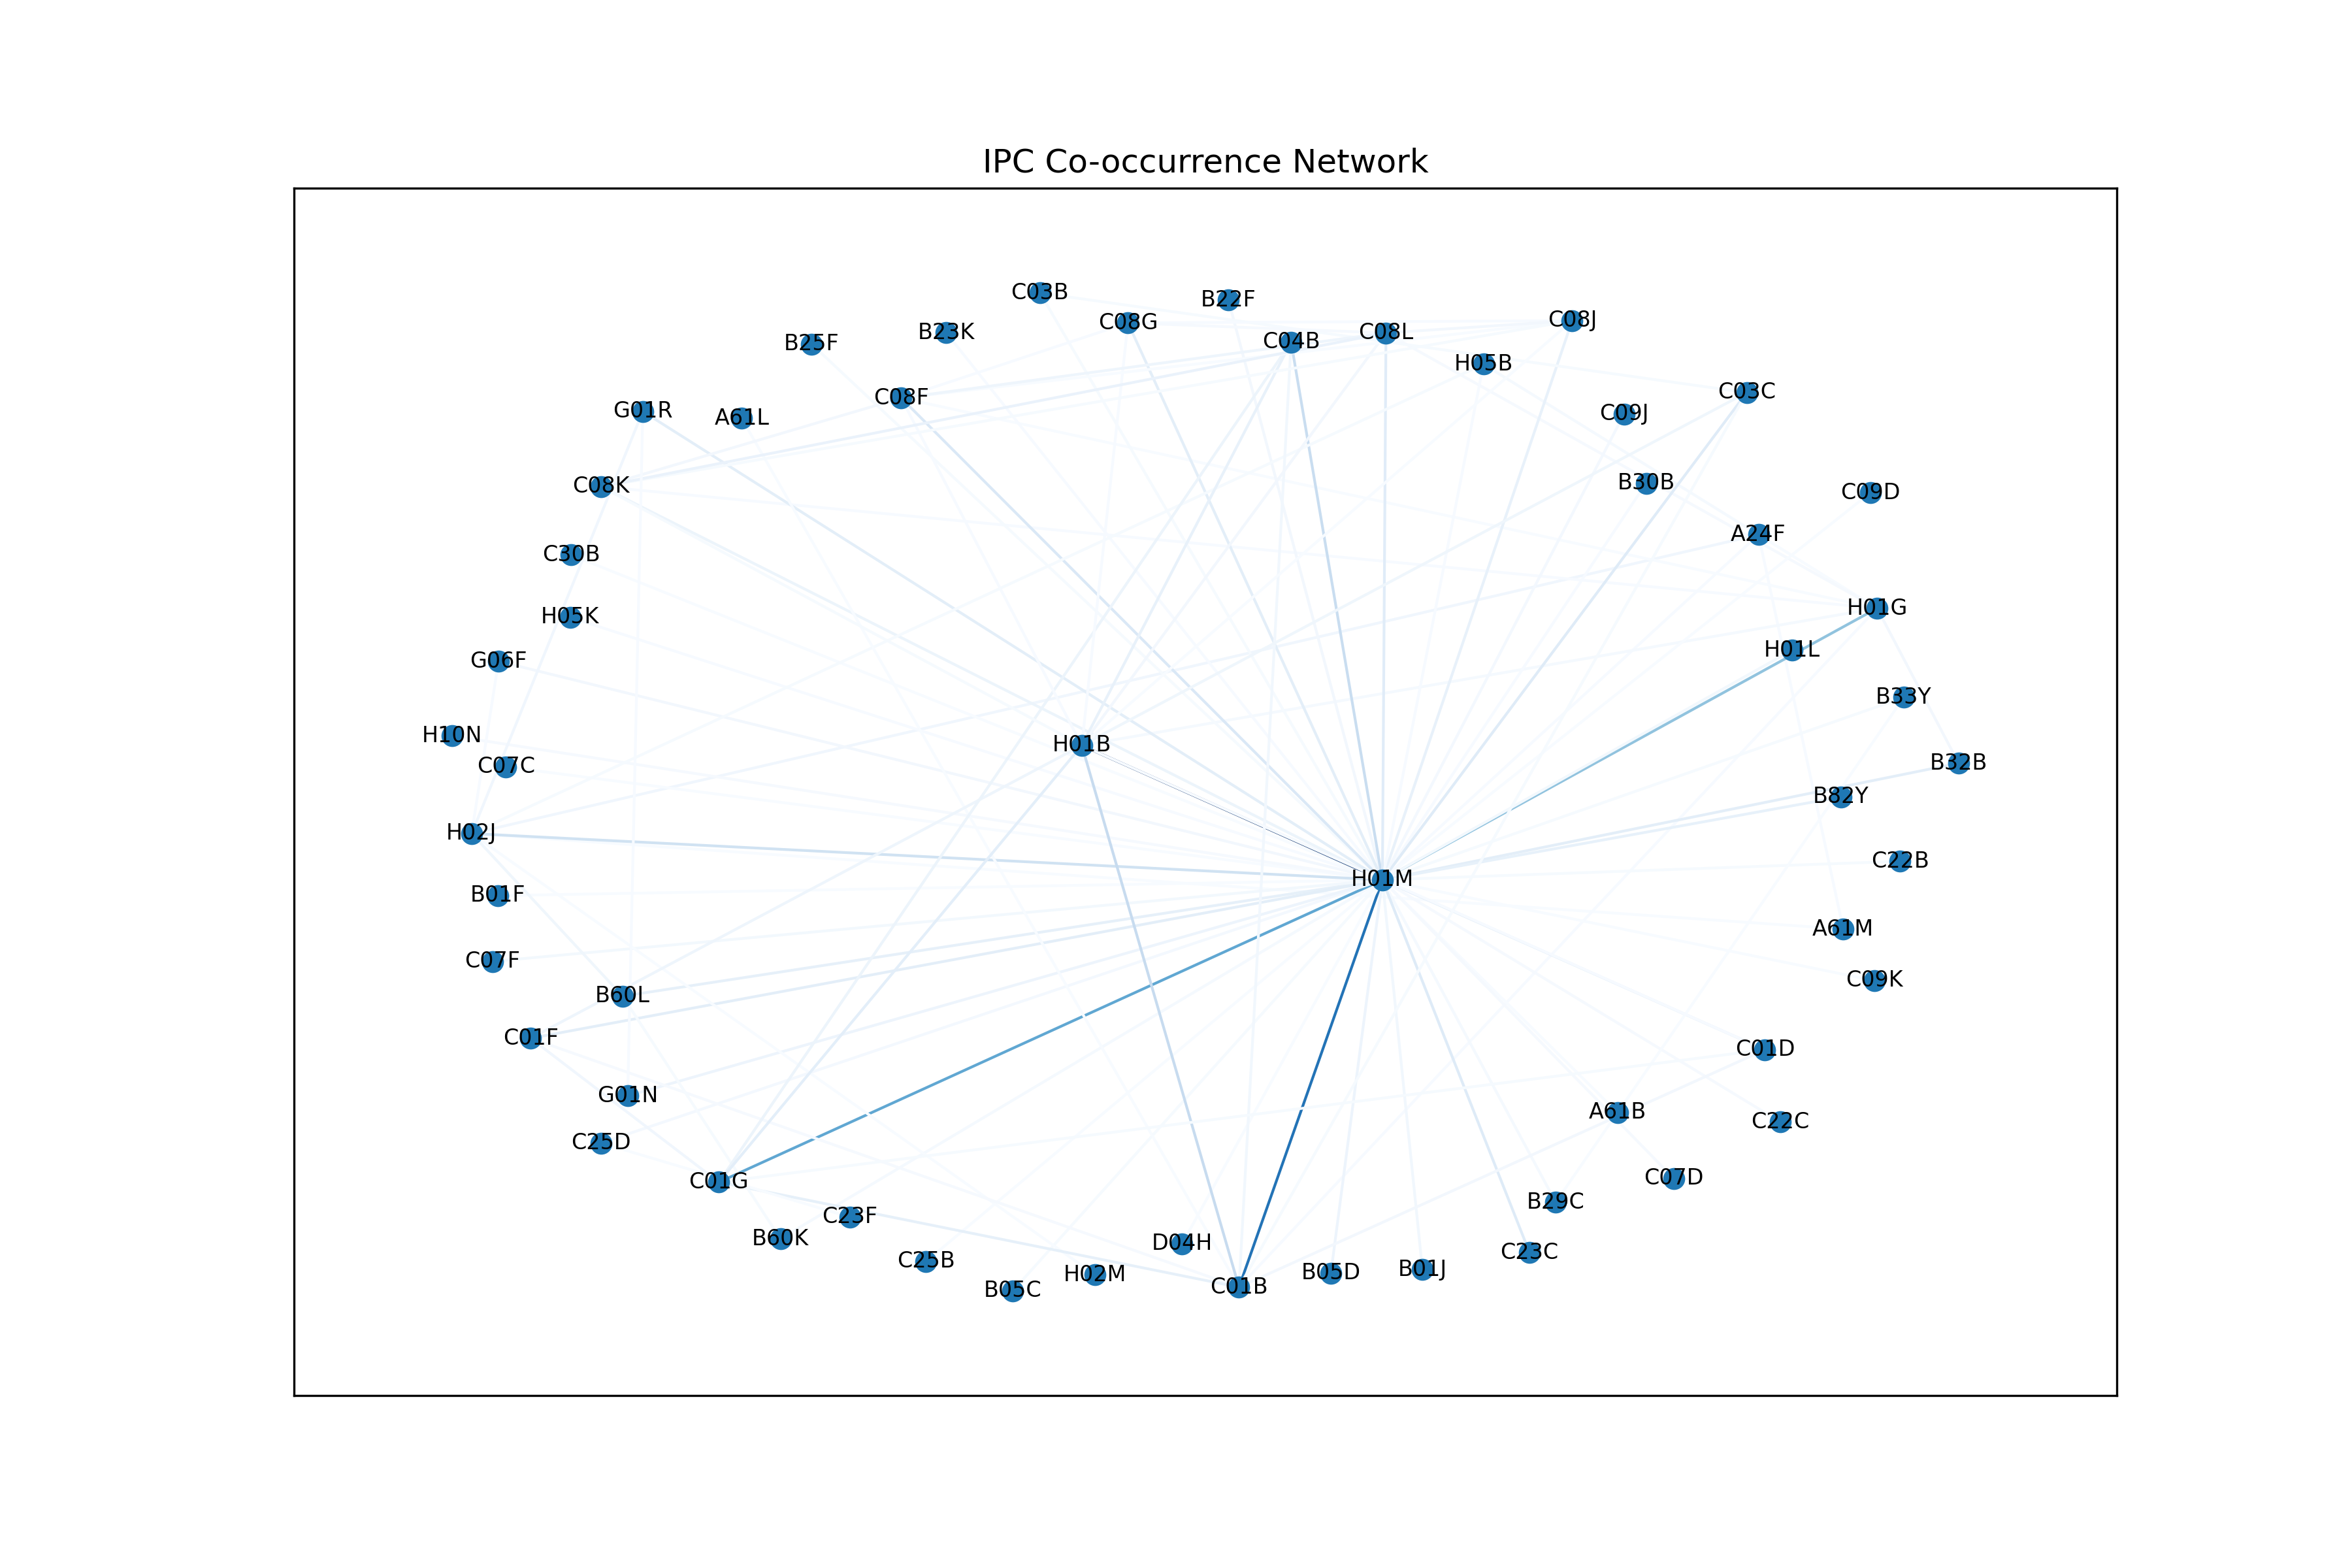 IPC Co-occurrence Network
C03B
B22F
C08G
C08J
B23K
C08L
B25F
C04B
H05B
C03C
C08F
G01R
A61L
C09J
C08K
B30B
C09D
A24F
C30B
H05K
H01G
H01L
G06F
B33Y
H10N
H01B
C07C
B32B
B82Y
H02J
C22B
H01M
B01F
A61M
C07F
C09K
B60L
C01F
C01D
G01N
A61B
C22C
C25D
C01G
C07D
B29C
C23F
B60K
D04H
C23C
C25B
H02M
B05D
B01J
B05C
C01B